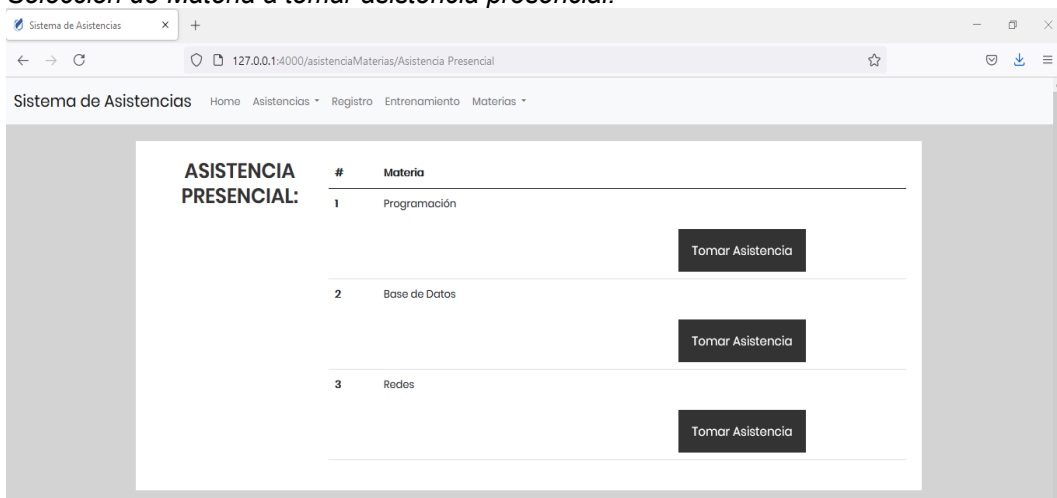 Selección de Materia a tomar asistencia presencial.
Sistema de Asistencias
127.0.0.1:4000/asistenciaMaterias/Asistencia Presencial
Sistema de Asistencias Home Asistencias Registro Entrenamiento Materias
ASISTENCIA
PRESENCIAL:
# Materia
1 Programación
Tomar Asistencia
2 Base de Datos
Tomar Asistencia
3 Redes
Tomar Asistencia